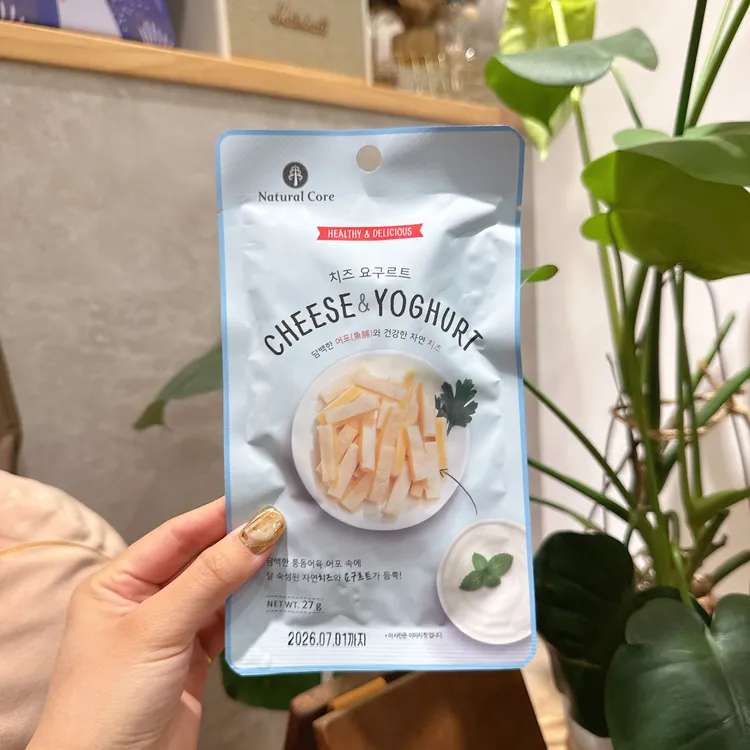 Natural Core
HEALTHY & DELICIOUS
치즈 요구르트
CHEESE & YOGHURT
담백한 어포(魚脯)와 건강한 자연 치즈
담백한 통통어육 어포 속에
잘 숙성된 자연치즈와 요구르트가 듬뿍!
NET WT. 27 g
2026.07.01까지